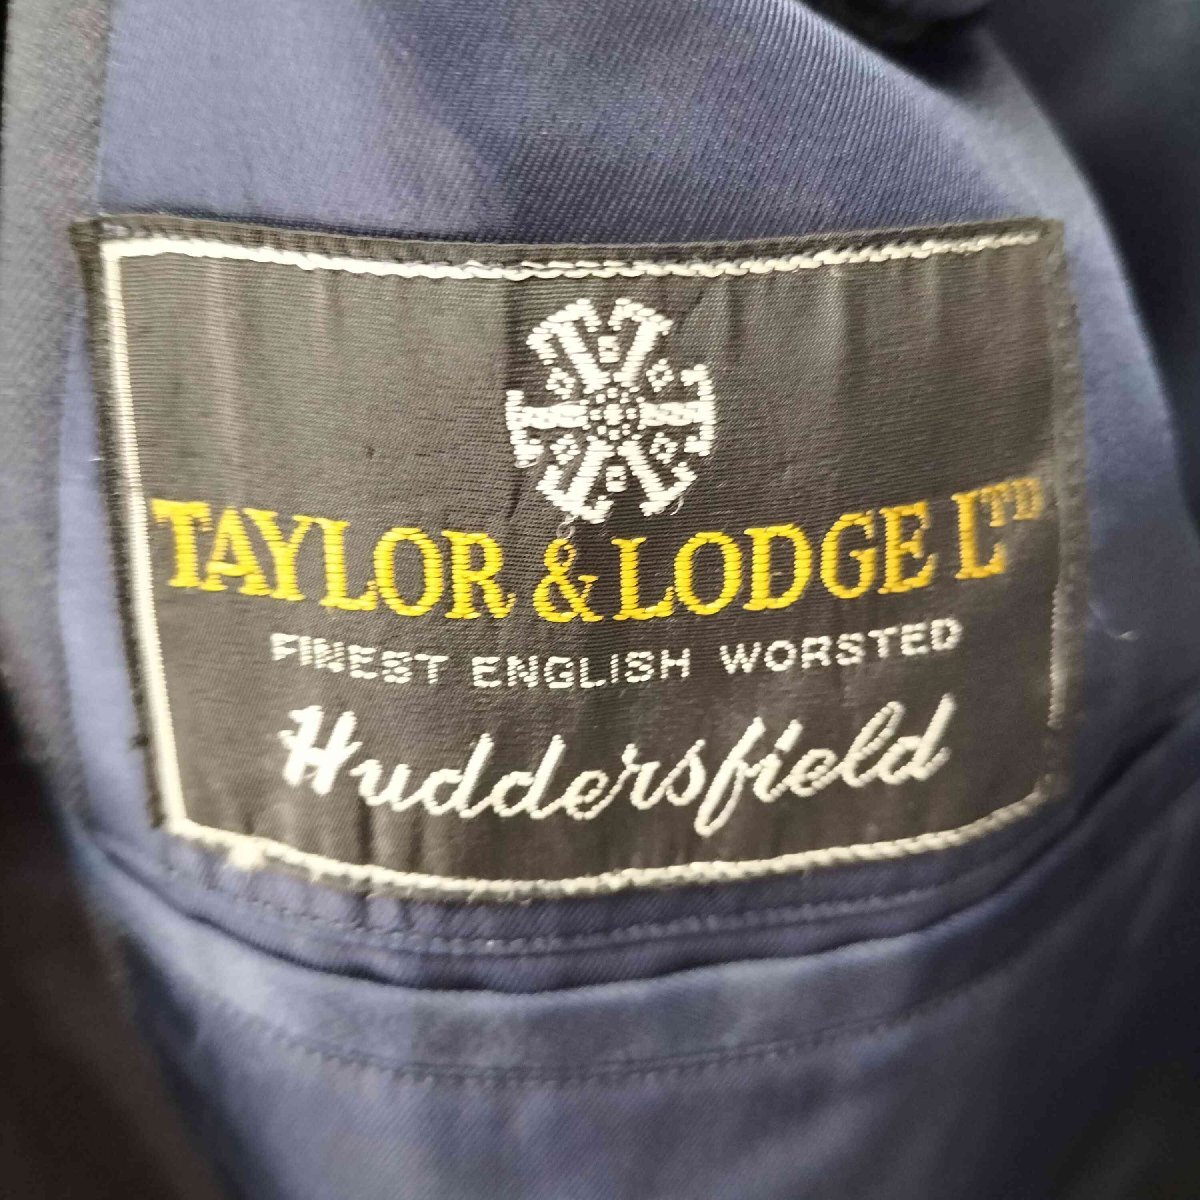 TAYLOR & LODGE LTD
FINEST ENGLISH WORSTED
Huddersfield